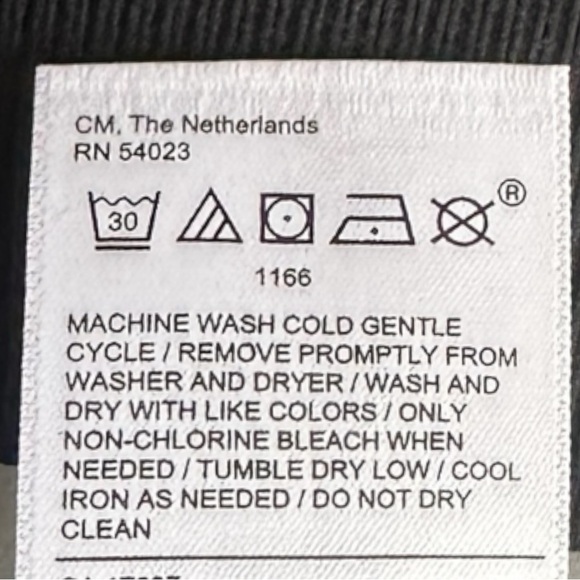 CM, The Netherlands
RN 54023
30
®
1166
MACHINE WASH COLD GENTLE
CYCLE / REMOVE PROMPTLY FROM
WASHER AND DRYER / WASH AND
DRY WITH LIKE COLORS / ONLY
NON-CHLORINE BLEACH WHEN
NEEDED / TUMBLE DRY LOW / COOL
IRON AS NEEDED / DO NOT DRY
CLEAN